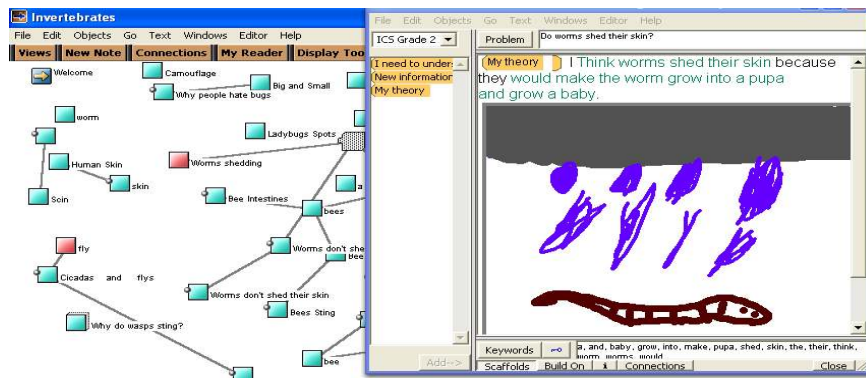 Invertebrates
File Edit Objects Go Text Windows Editor Help
Views New Note Connections My Reader Display Too
Welcome
Camouflage
Big and Small
Why people hate bugs
worm
Ladybugs Spots
Human Skin
Worms shedding
skin
Scin
Bee Intestines
a
bees
fly
Worms don't she
Bee
Cicadas and flys
Worms don't shed their skin
Bees Sting
Why do wasps sting?
bee
File Edit Objects Go Text Windows Editor Help
ICS Grade 2
Problem
Do worms shed their skin?
I need to unders
New information
My theory
My theory I Think worms shed their skin because
they would make the worm grow into a pupa
and grow a baby.
Add-->
Keywords
a, and, baby, grow, into, make, pupa, shed, skin, the, their, think,
worm, worms, would
Scaffolds Build On i Connections Close